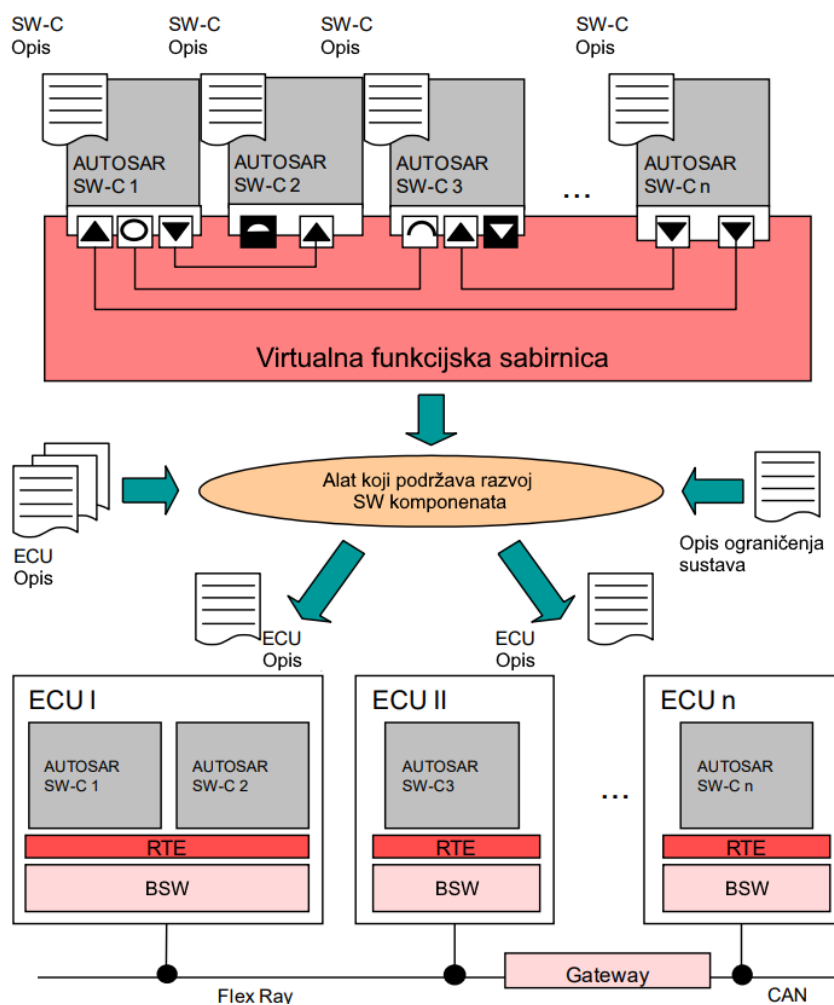 SW-C
Opis
SW-C
Opis
SW-C
Opis
SW-C
Opis
AUTOSAR
SW-C 1
AUTOSAR
SW-C 2
AUTOSAR
SW-C 3
...
AUTOSAR
SW-C n
Virtualna funkcijska sabirnica
Alat koji podržava razvoj
SW komponenata
ECU
Opis
Opis ograničenja
sustava
ECU
Opis
ECU
Opis
ECU I
AUTOSAR
SW-C 1
AUTOSAR
SW-C 2
RTE
BSW
ECU II
AUTOSAR
SW-C3
RTE
BSW
...
ECU n
AUTOSAR
SW-C n
RTE
BSW
Gateway
Flex Ray
CAN